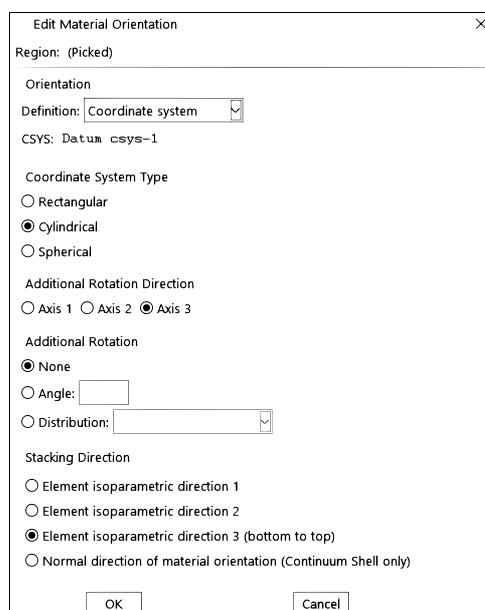 Edit Material Orientation
Region: (Picked)
Orientation
Definition: Coordinate system
CSYS: Datum csys-1
Coordinate System Type
Rectangular
Cylindrical
Spherical
Additional Rotation Direction
Axis 1 Axis 2 Axis 3
Additional Rotation
None
Angle:
Distribution:
Stacking Direction
Element isoparametric direction 1
Element isoparametric direction 2
Element isoparametric direction 3 (bottom to top)
Normal direction of material orientation (Continuum Shell only)
OK Cancel